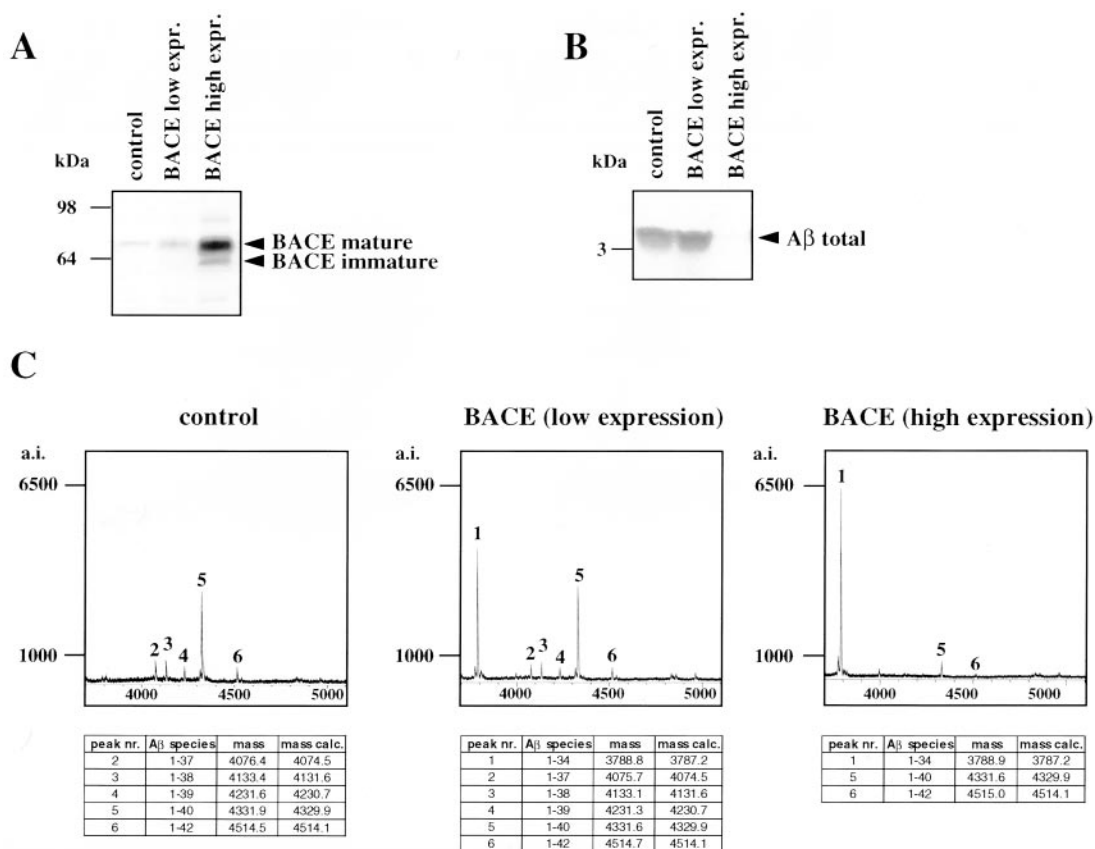 A
control
BACE low expr.
BACE high expr.
kDa
98
64
BACE mature
BACE immature
B
control
BACE low expr.
BACE high expr.
kDa
3
Aβ total
C
control
a.i.
6500
1000
2
3
4
5
6
4000 4500 5000
peak nr. Aβ species mass mass calc.
2 1-37 4076.4 4074.5
3 1-38 4133.4 4131.6
4 1-39 4231.6 4230.7
5 1-40 4331.9 4329.9
6 1-42 4514.5 4514.1
BACE (low expression)
a.i.
6500
1000
1
2
3
4
5
6
4000 4500 5000
peak nr. Aβ species mass mass calc.
1 1-34 3788.8 3787.2
2 1-37 4075.7 4074.5
3 1-38 4133.1 4131.6
4 1-39 4231.3 4230.7
5 1-40 4331.6 4329.9
6 1-42 4514.7 4514.1
BACE (high expression)
a.i.
6500
1000
1
5
6
4000 4500 5000
peak nr. Aβ species mass mass calc.
1 1-34 3788.9 3787.2
5 1-40 4331.6 4329.9
6 1-42 4515.0 4514.1